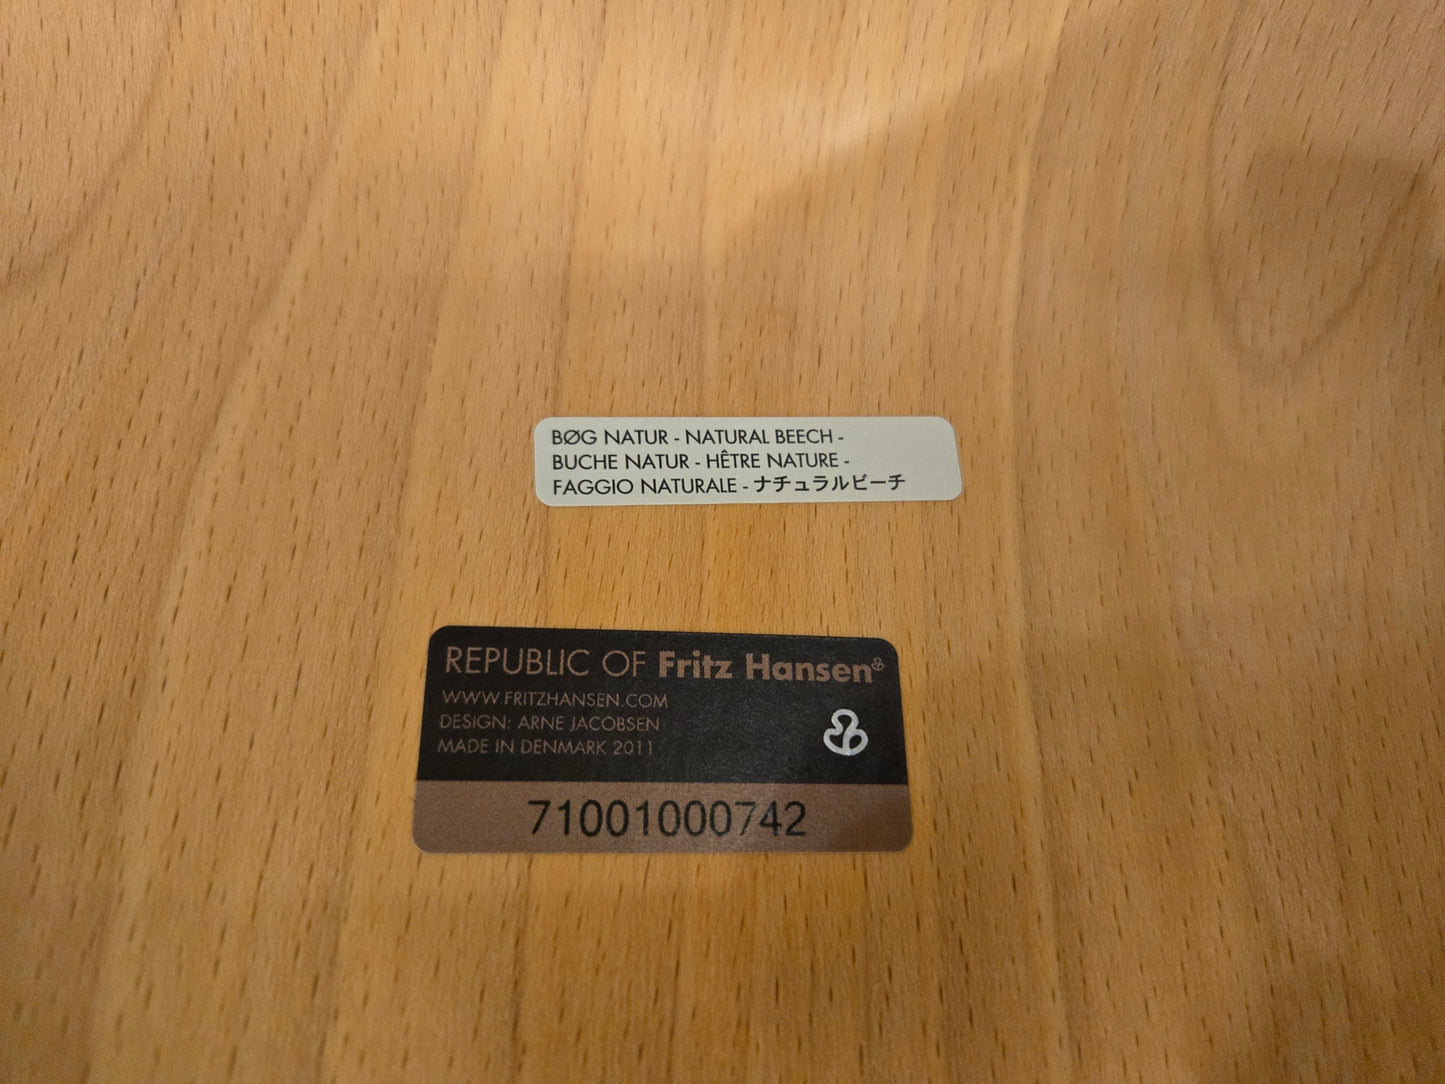 BØG NATUR - NATURAL BEECH -
BUCHE NATUR - HÊTRE NATURE -
FAGGIO NATURALE - ナチュラルビーチ
REPUBLIC OF Fritz Hansen
WWW.FRITZHANSEN.COM
DESIGN: ARNE JACOBSEN
MADE IN DENMARK 2011
71001000742